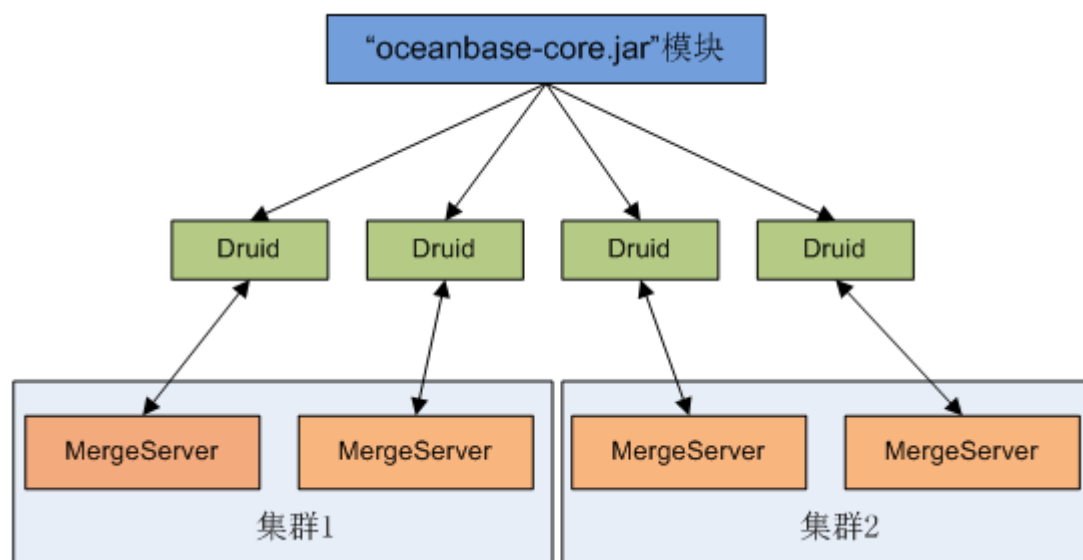 “oceanbase-core.jar”模块
Druid
Druid
Druid
Druid
MergeServer
MergeServer
MergeServer
MergeServer
集群1
集群2